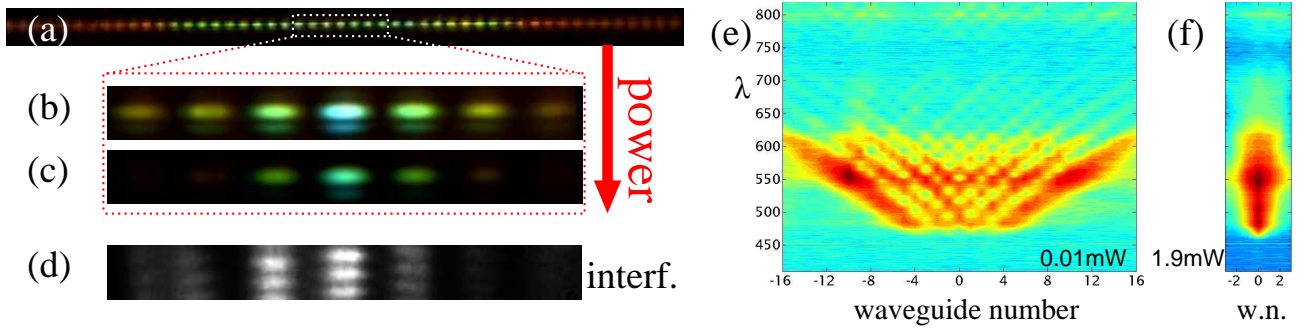 (a)
(b)
(c)
(d)
power
interf.
(e)
λ
800
750
700
650
600
550
500
450
0.01mW
-16 -12 -8 -4 0 4 8 12 16
waveguide number
(f)
1.9mW
-2 0 2
w.n.